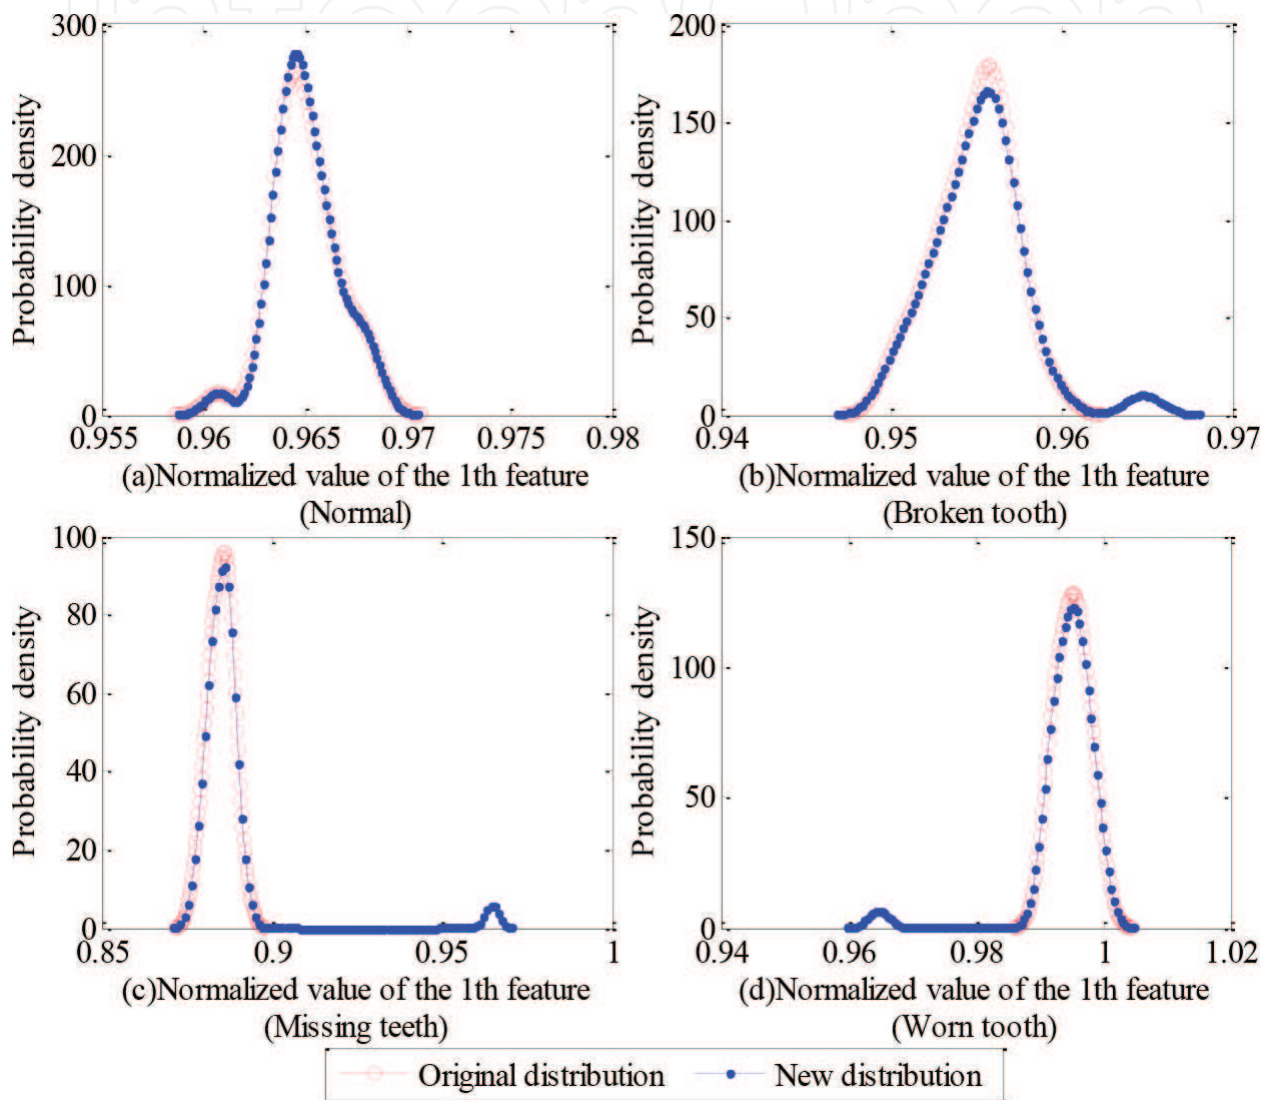 300
200
100
0
Probability density
0.955 0.96 0.965 0.97 0.975 0.98
(a)Normalized value of the 1th feature
(Normal)
200
150
100
50
0
Probability density
0.94 0.95 0.96 0.97
(b)Normalized value of the 1th feature
(Broken tooth)
100
80
60
40
20
0
Probability density
0.85 0.9 0.95 1
(c)Normalized value of the 1th feature
(Missing teeth)
150
100
50
0
Probability density
0.94 0.96 0.98 1 1.02
(d)Normalized value of the 1th feature
(Worn tooth)
Original distribution New distribution